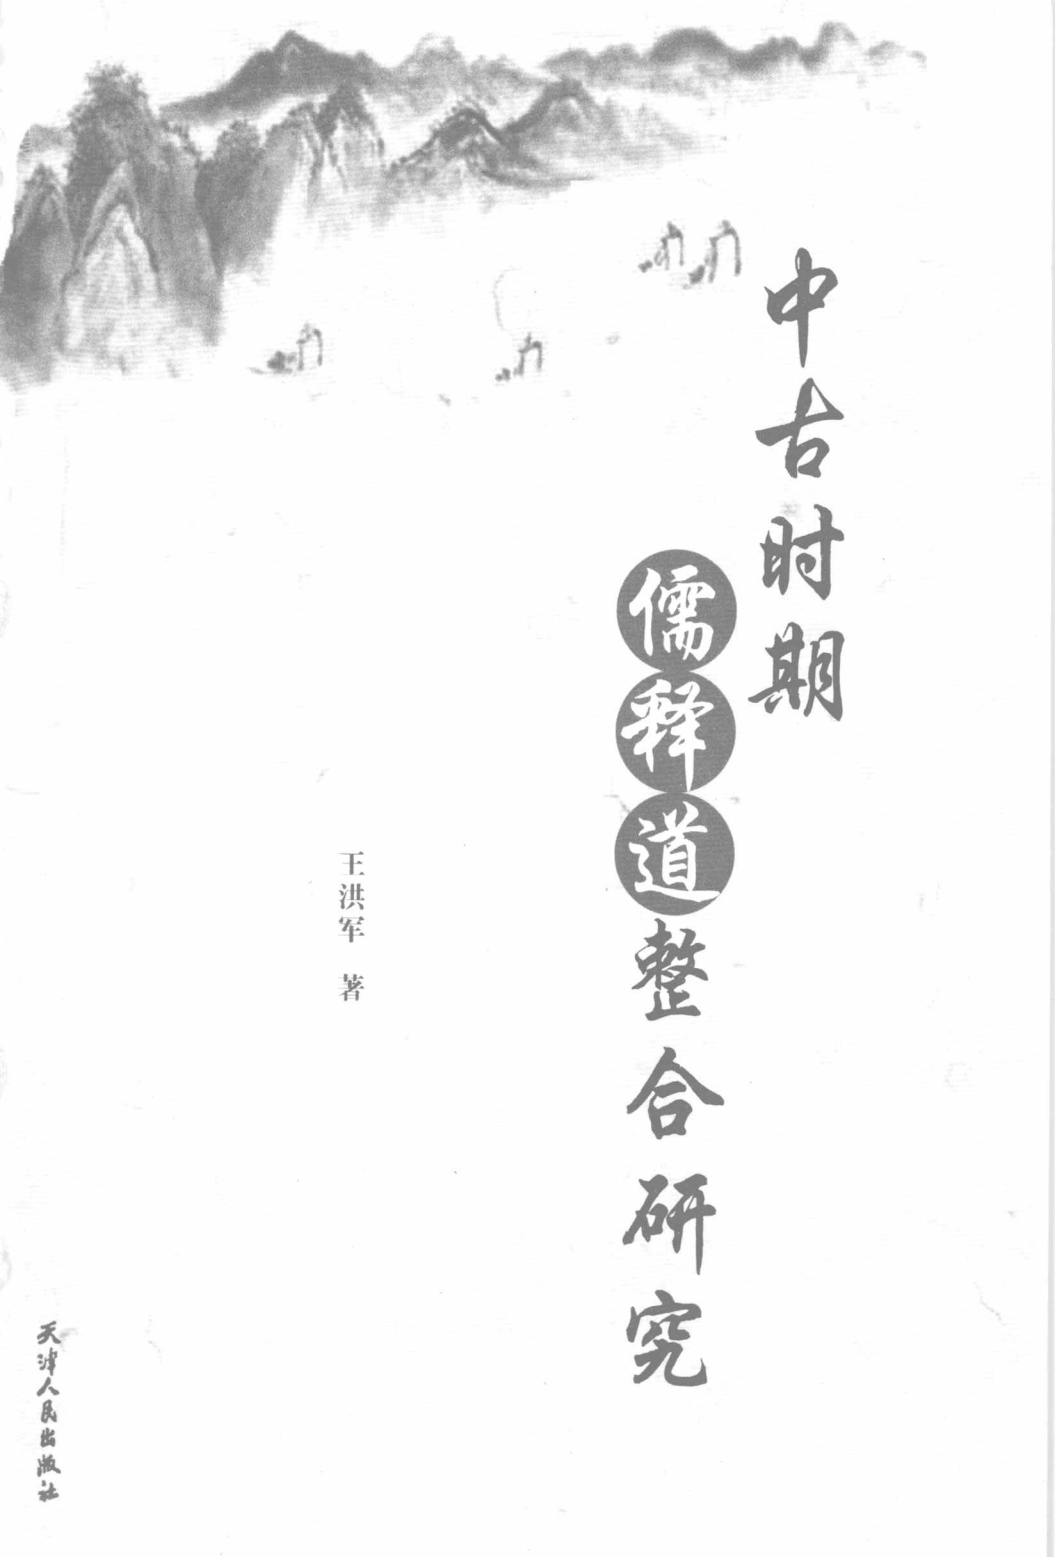 中古时期
儒释道整合研究
王洪军 著
天津人民出版社